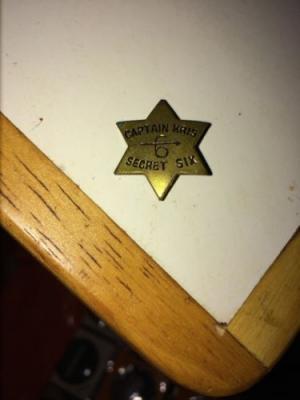 CAPTAIN KRIS
6
SECRET SIX